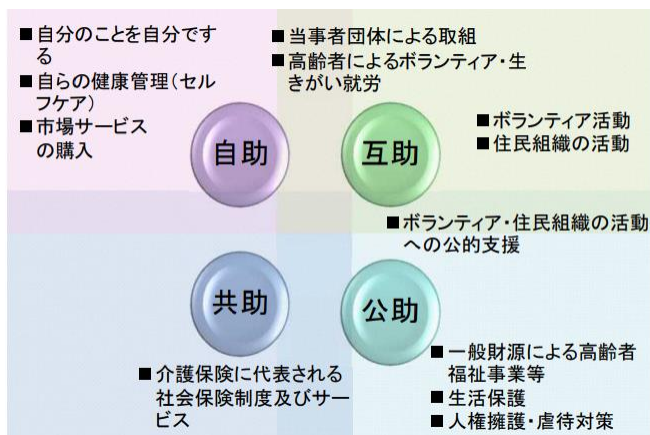 ■ 自分のことを自分です
る
■ 自らの健康管理(セル
フケア)
■ 市場サービス
の購入
■ 当事者団体による取組
■ 高齢者によるボランティア・生
きがい就労
自助
互助
■ ボランティア活動
■ 住民組織の活動
■ ボランティア・住民組織の活動
への公的支援
共助
公助
■ 介護保険に代表される
社会保険制度及びサー
ビス
■ 一般財源による高齢者
福祉事業等
■ 生活保護
■ 人権擁護・虐待対策